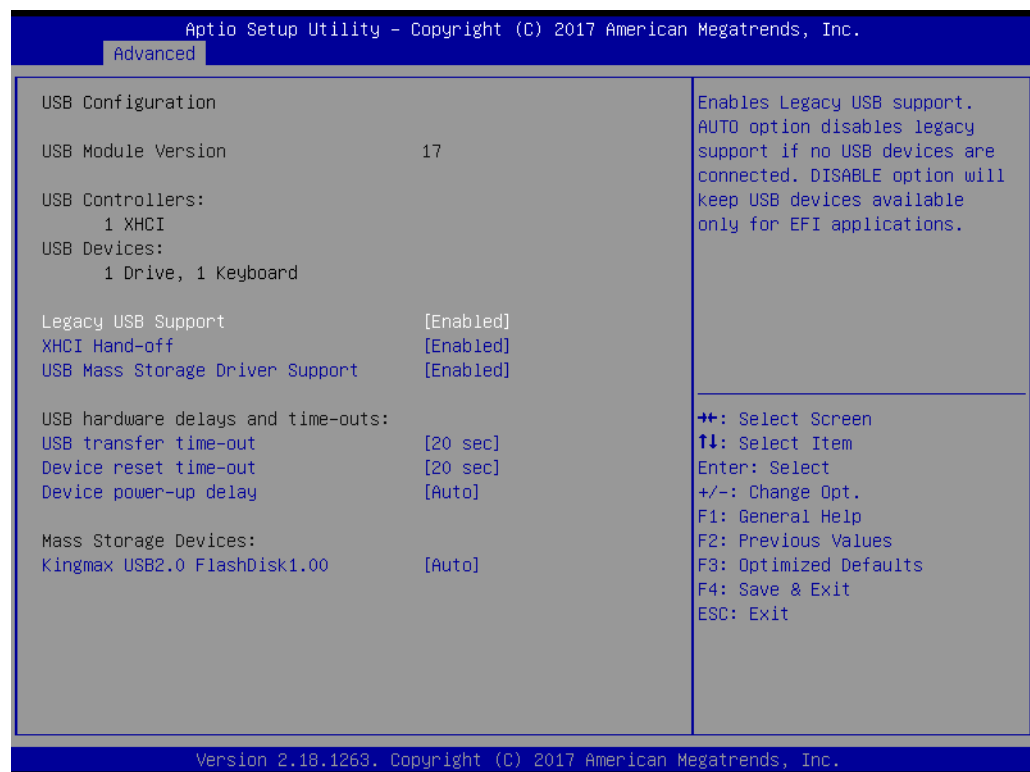 Aptio Setup Utility – Copyright (C) 2017 American Megatrends, Inc.
Advanced
USB Configuration
USB Module Version 17
USB Controllers:
1 XHCI
USB Devices:
1 Drive, 1 Keyboard
Legacy USB Support [Enabled]
XHCI Hand-off [Enabled]
USB Mass Storage Driver Support [Enabled]
USB hardware delays and time-outs:
USB transfer time-out [20 sec]
Device reset time-out [20 sec]
Device power-up delay [Auto]
Mass Storage Devices:
Kingmax USB2.0 FlashDisk1.00 [Auto]
Enables Legacy USB support.
AUTO option disables legacy
support if no USB devices are
connected. DISABLE option will
keep USB devices available
only for EFI applications.
→←: Select Screen
↑↓: Select Item
Enter: Select
+/-: Change Opt.
F1: General Help
F2: Previous Values
F3: Optimized Defaults
F4: Save & Exit
ESC: Exit
Version 2.18.1263. Copyright (C) 2017 American Megatrends, Inc.